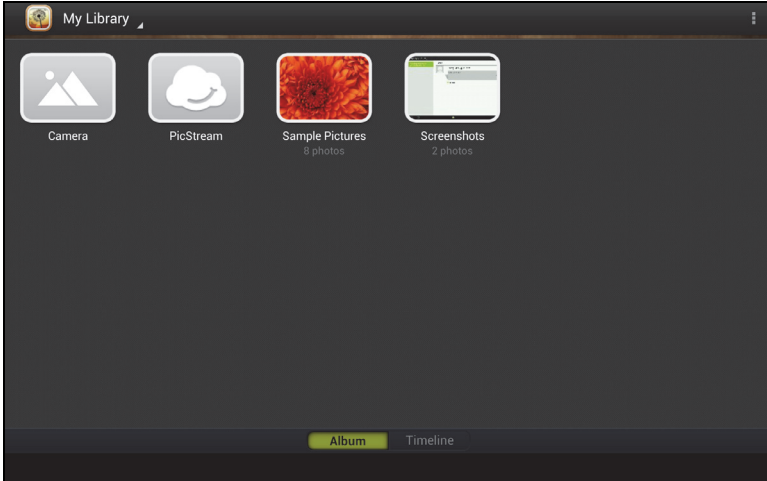 My Library
Camera
PicStream
Sample Pictures
8 photos
Screenshots
2 photos
Album
Timeline